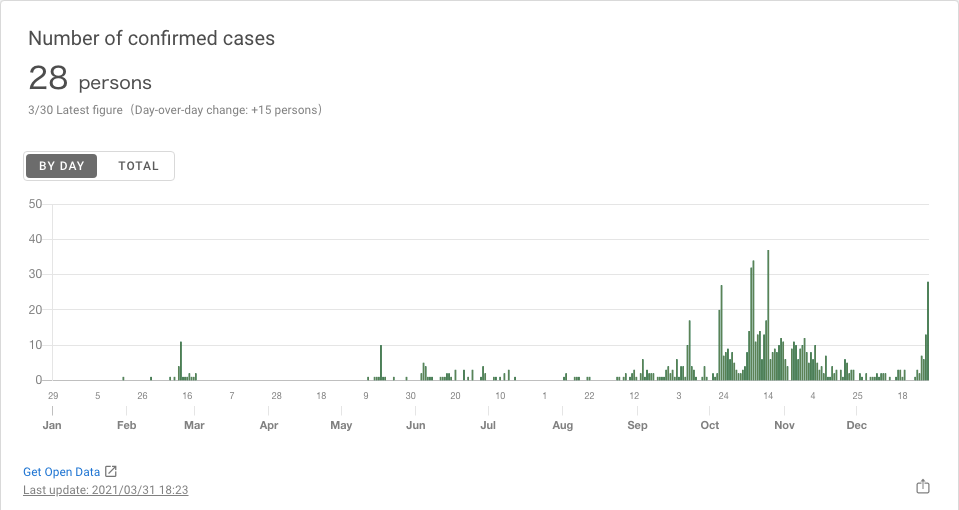 Number of confirmed cases
28 persons
3/30 Latest figure（Day-over-day change: +15 persons）
BY DAY TOTAL
50
40
30
20
10
0
29 5 26 16 7 28 18 9 30 20 10 1 22 12 3 24 14 4 25 18
Jan Feb Mar Apr May Jun Jul Aug Sep Oct Nov Dec
Get Open Data
Last update: 2021/03/31 18:23